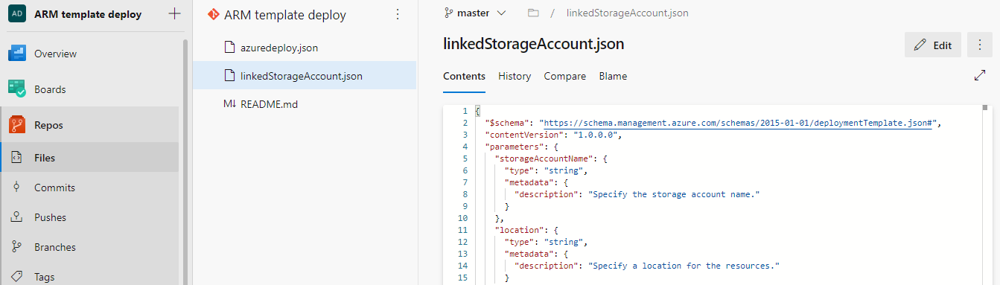 AD ARM template deploy
Overview
Boards
Repos
Files
Commits
Pushes
Branches
Tags
ARM template deploy
azuredeploy.json
linkedStorageAccount.json
M↓ README.md
master / linkedStorageAccount.json
linkedStorageAccount.json
Edit
Contents History Compare Blame
1 {
2 "$schema": "https://schema.management.azure.com/schemas/2015-01-01/deploymentTemplate.json#",
3 "contentVersion": "1.0.0.0",
4 "parameters": {
5 "storageAccountName": {
6 "type": "string",
7 "metadata": {
8 "description": "Specify the storage account name."
9 }
10 },
11 "location": {
12 "type": "string",
13 "metadata": {
14 "description": "Specify a location for the resources."
15 }